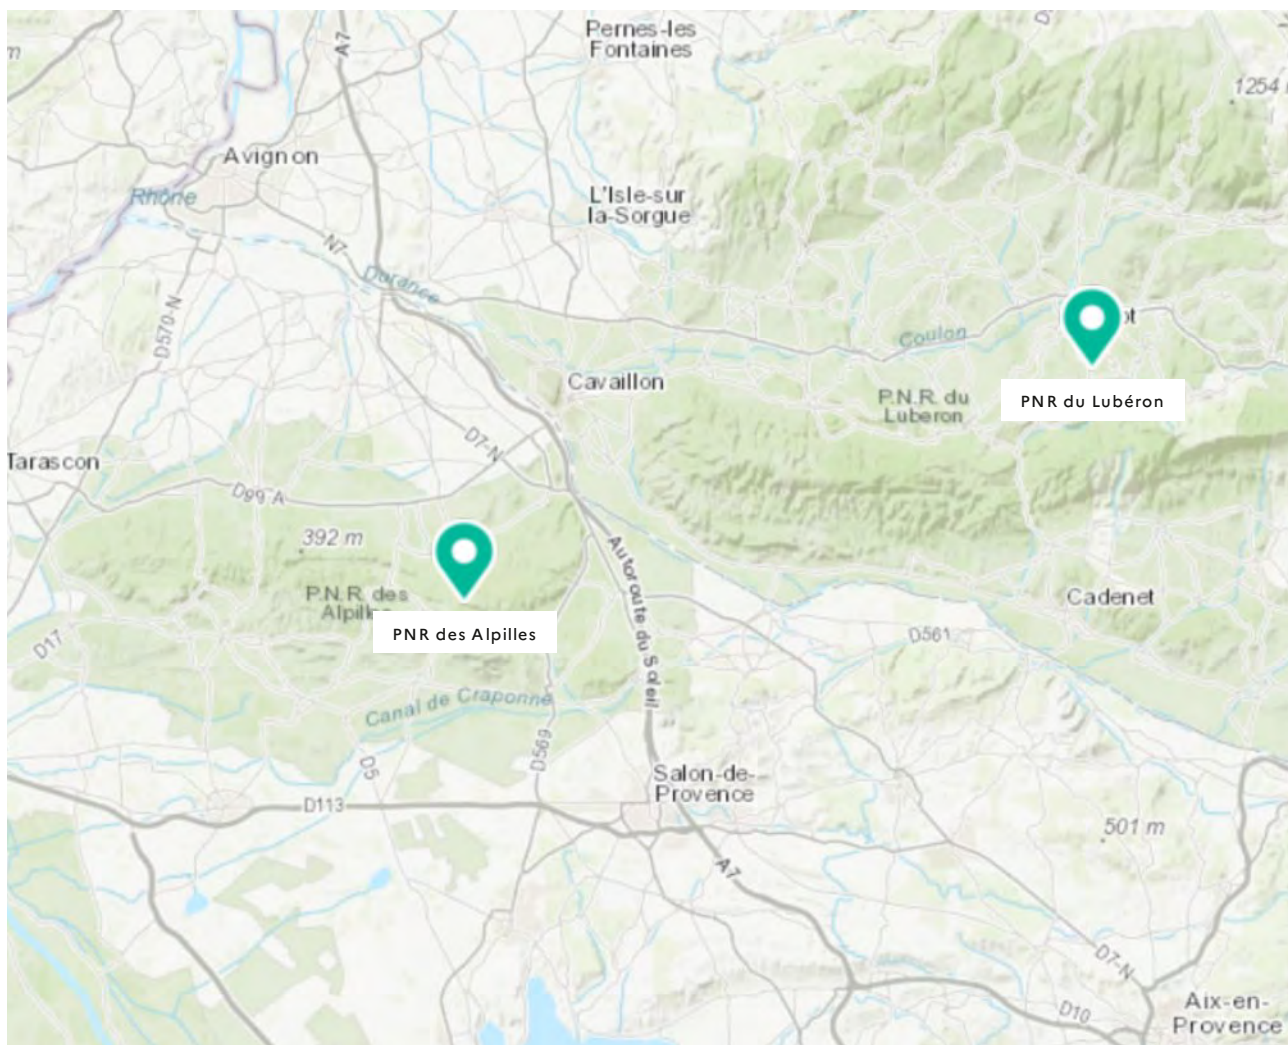 Pernes-les
Fontaines
A7
m
1254
Avignon
Rhône
L'Isle-sur
la-Sorgue
N7
Durance
D570-N
Coulon
Cavaillon
P.N.R. du
Luberon
PNR du Lubéron
D7-N
Tarascon
D99 A
392 m
P.N.R. des
PNR des Alpilles
Autoroute du Soleil
Cadenet
D17
D561
Canal de Craponne
D569
D5
Salon-de-
Provence
D113
501 m
A7
D7-N
D10
Aix-en-
Provence